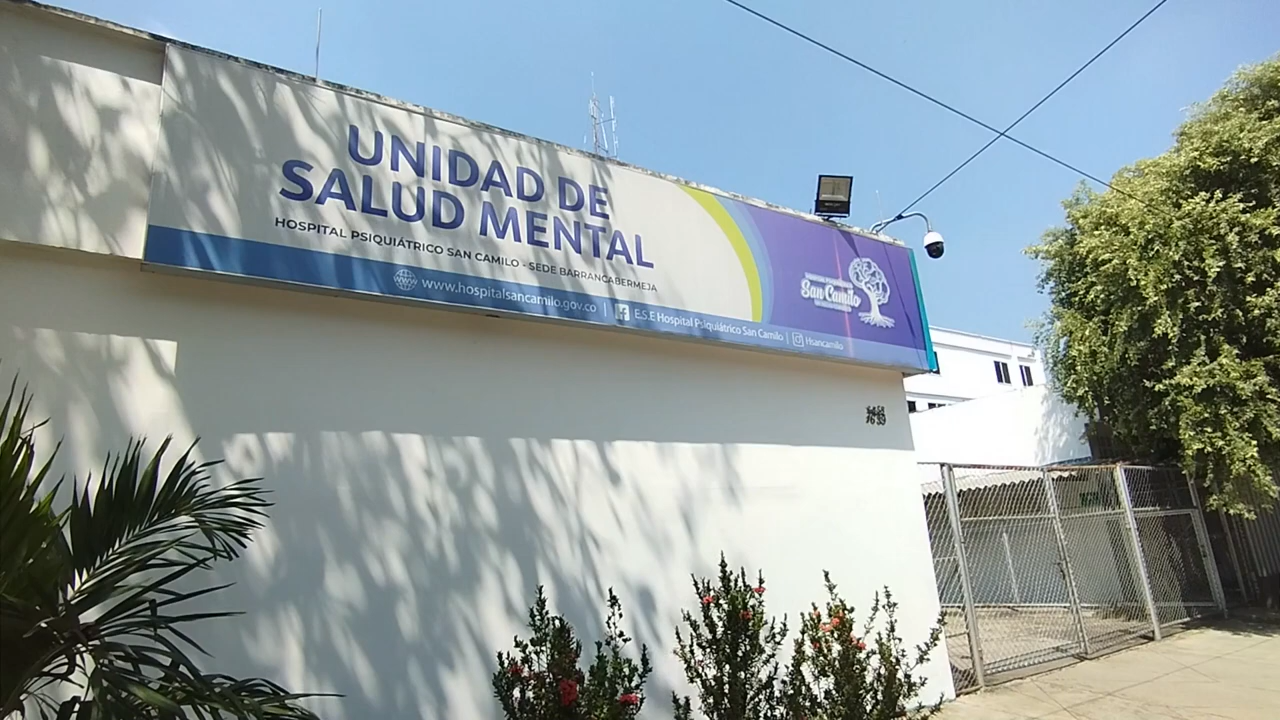 UNIDAD DE
SALUD MENTAL
HOSPITAL PSIQUIÁTRICO SAN CAMILO - SEDE BARRANCABERMEJA
www.hospitalsancamilo.gov.co | E.S.E Hospital Psiquiátrico San Camilo | Hsancamilo
San Camilo